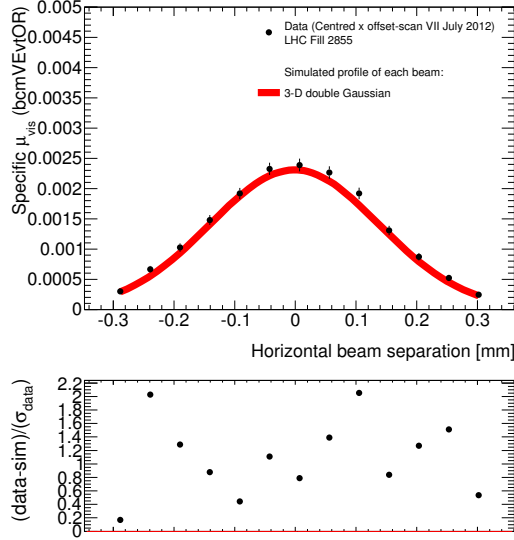 0.005
0.0045
0.004
0.0035
0.003
0.0025
0.002
0.0015
0.001
0.0005
0
Specific μvis (bcmVEvtOR)
Data (Centred x offset-scan VII July 2012)
LHC Fill 2855
Simulated profile of each beam:
3-D double Gaussian
-0.3 -0.2 -0.1 0 0.1 0.2 0.3
Horizontal beam separation [mm]
2.2
2
1.8
1.4
1.2
1
0.8
0.6
0.4
0.2
0
(data-sim)/(σdata)